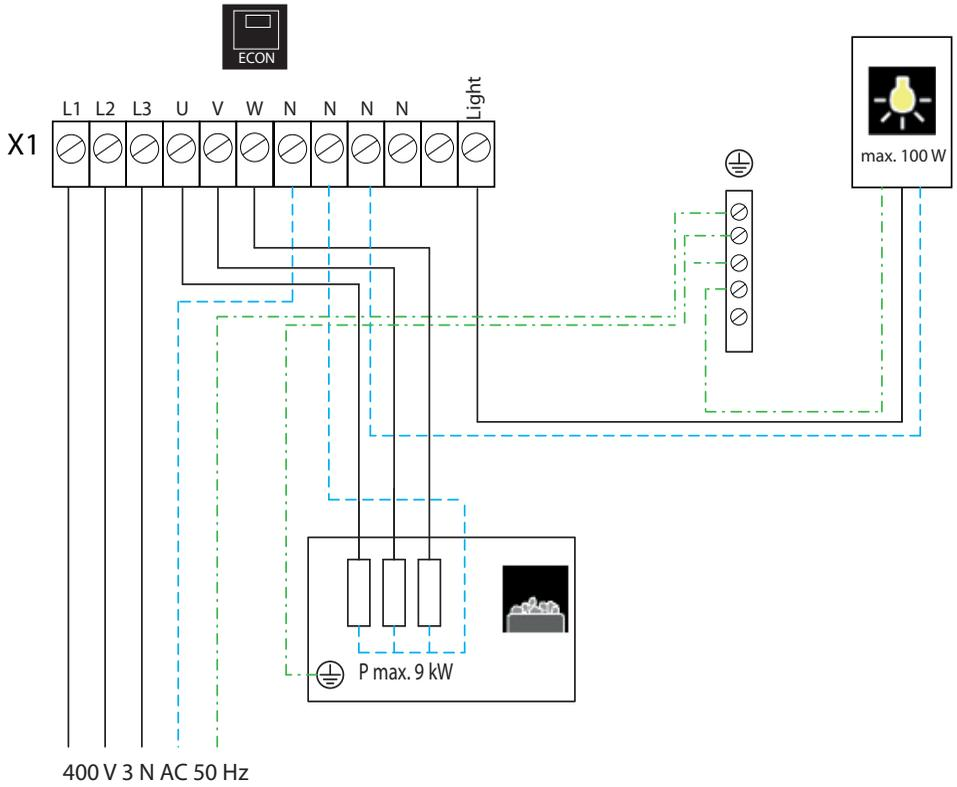 ECON
L1 L2 L3 U V W N N N N Light
X1
max. 100 W
P max. 9 kW
400 V 3 N AC 50 Hz